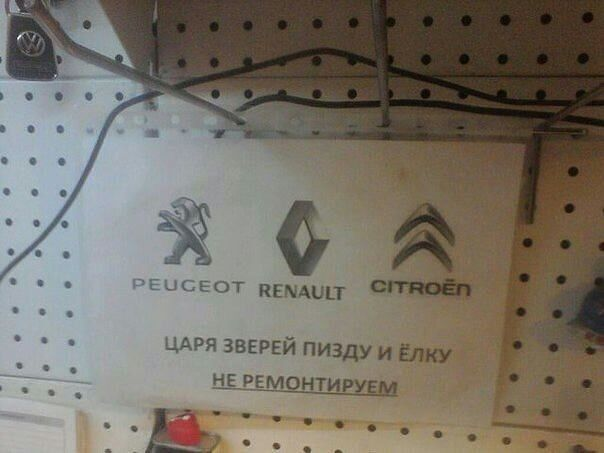 PEUGEOT RENAULT CITROËN
ЦАРЯ ЗВЕРЕЙ ПИЗДУ И ЁЛКУ
НЕ РЕМОНТИРУЕМ